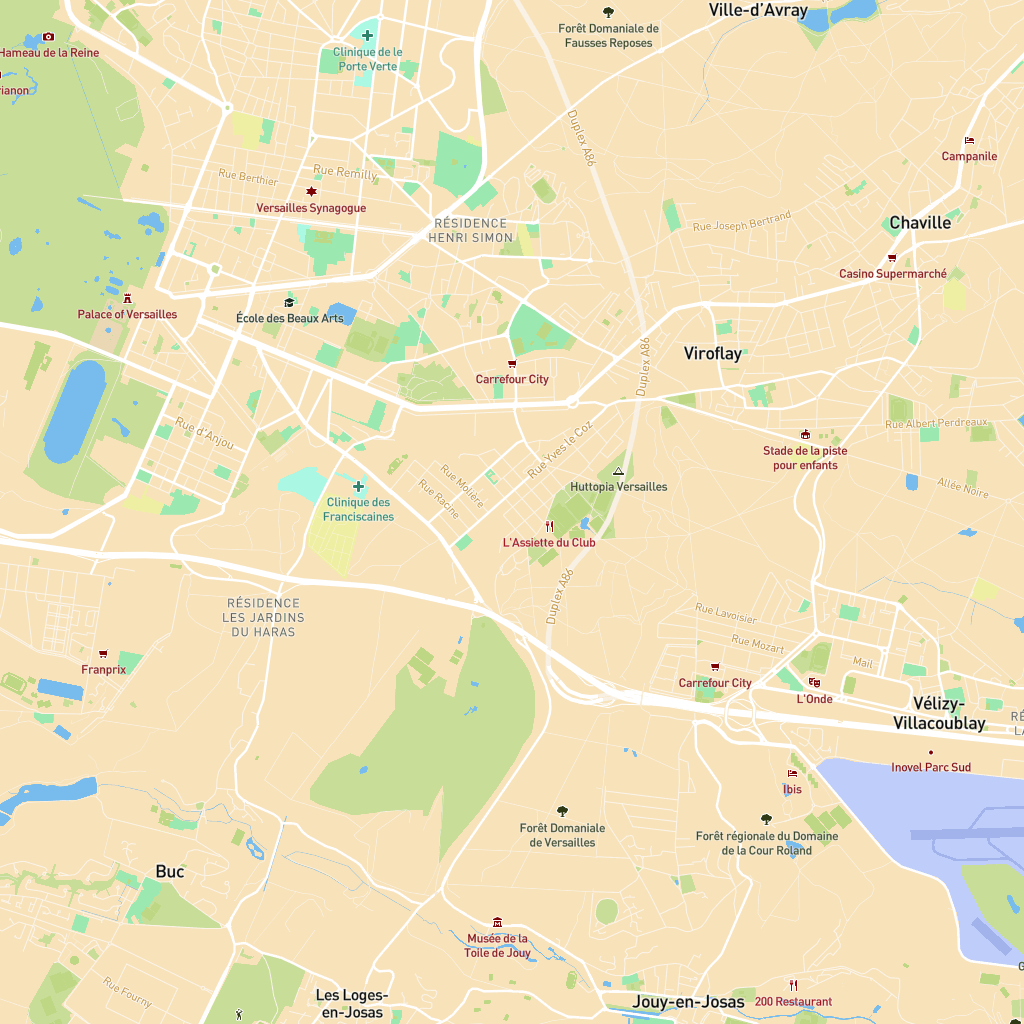 Ville-d'Avray
Forêt Domaniale de
Fausses Reposes
Hameau de la Reine
Clinique de le
Porte Verte
rianon
Duplex A86
Campanile
Rue Berthier
Rue Remilly
Versailles Synagogue
RÉSIDENCE
HENRI SIMON
Rue Joseph Bertrand
Chaville
Casino Supermarché
Palace of Versailles
École des Beaux Arts
Viroflay
Carrefour City
Duplex A86
Rue d'Anjou
Rue Yves le Coz
Rue Albert Perdreaux
Stade de la piste
pour enfants
Rue Molière
Rue Racine
Huttopia Versailles
Allée Noire
Clinique des
Franciscaines
L'Assiette du Club
Duplex A86
RÉSIDENCE
LES JARDINS
DU HARAS
Rue Lavoisier
Rue Mozart
Mail
Franprix
Carrefour City
L'Onde
Vélizy-
Villacoublay
RÉ
LA
Inovel Parc Sud
Ibis
Forêt Domaniale
de Versailles
Forêt régionale du Domaine
de la Cour Roland
Buc
Musée de la
Toile de Jouy
G
Rue Fourny
Les Loges-
en-Josas
Jouy-en-Josas
200 Restaurant